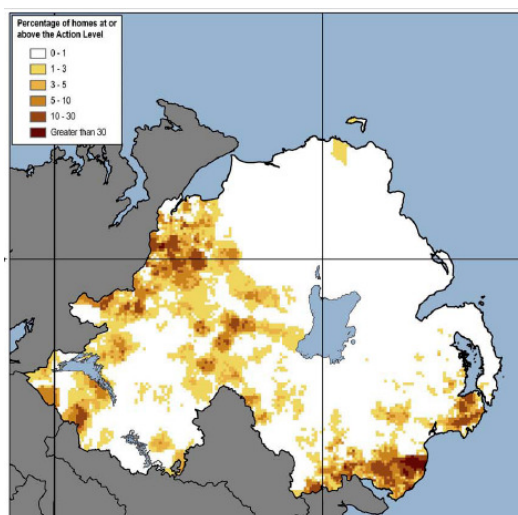 Percentage of homes at or
above the Action Level
0 - 1
1 - 3
3 - 5
5 - 10
10 - 30
Greater than 30